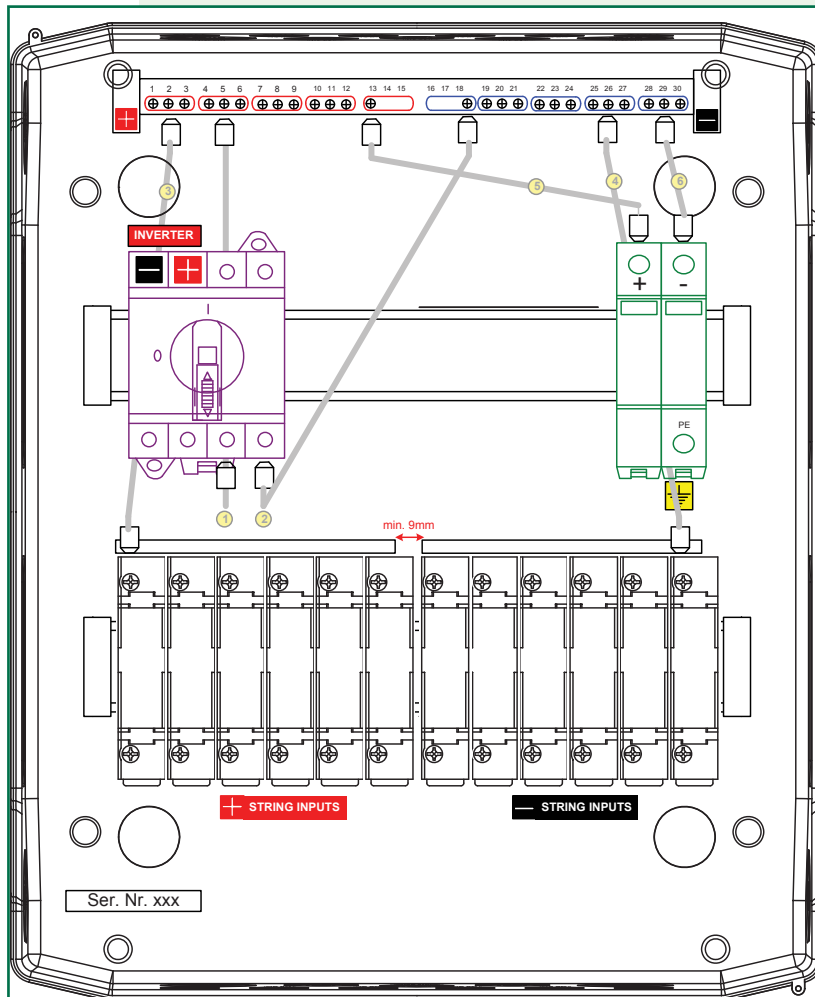 1 2 3 4 5 6 7 8 9 10 11 12 13 14 15 16 17 18 19 20 21 22 23 24 25 26 27 28 29 30
+ −
3 5 4 6
INVERTER
− +
I
O
+ -
PE
1 2
min. 9mm
+ STRING INPUTS
− STRING INPUTS
Ser. Nr. xxx